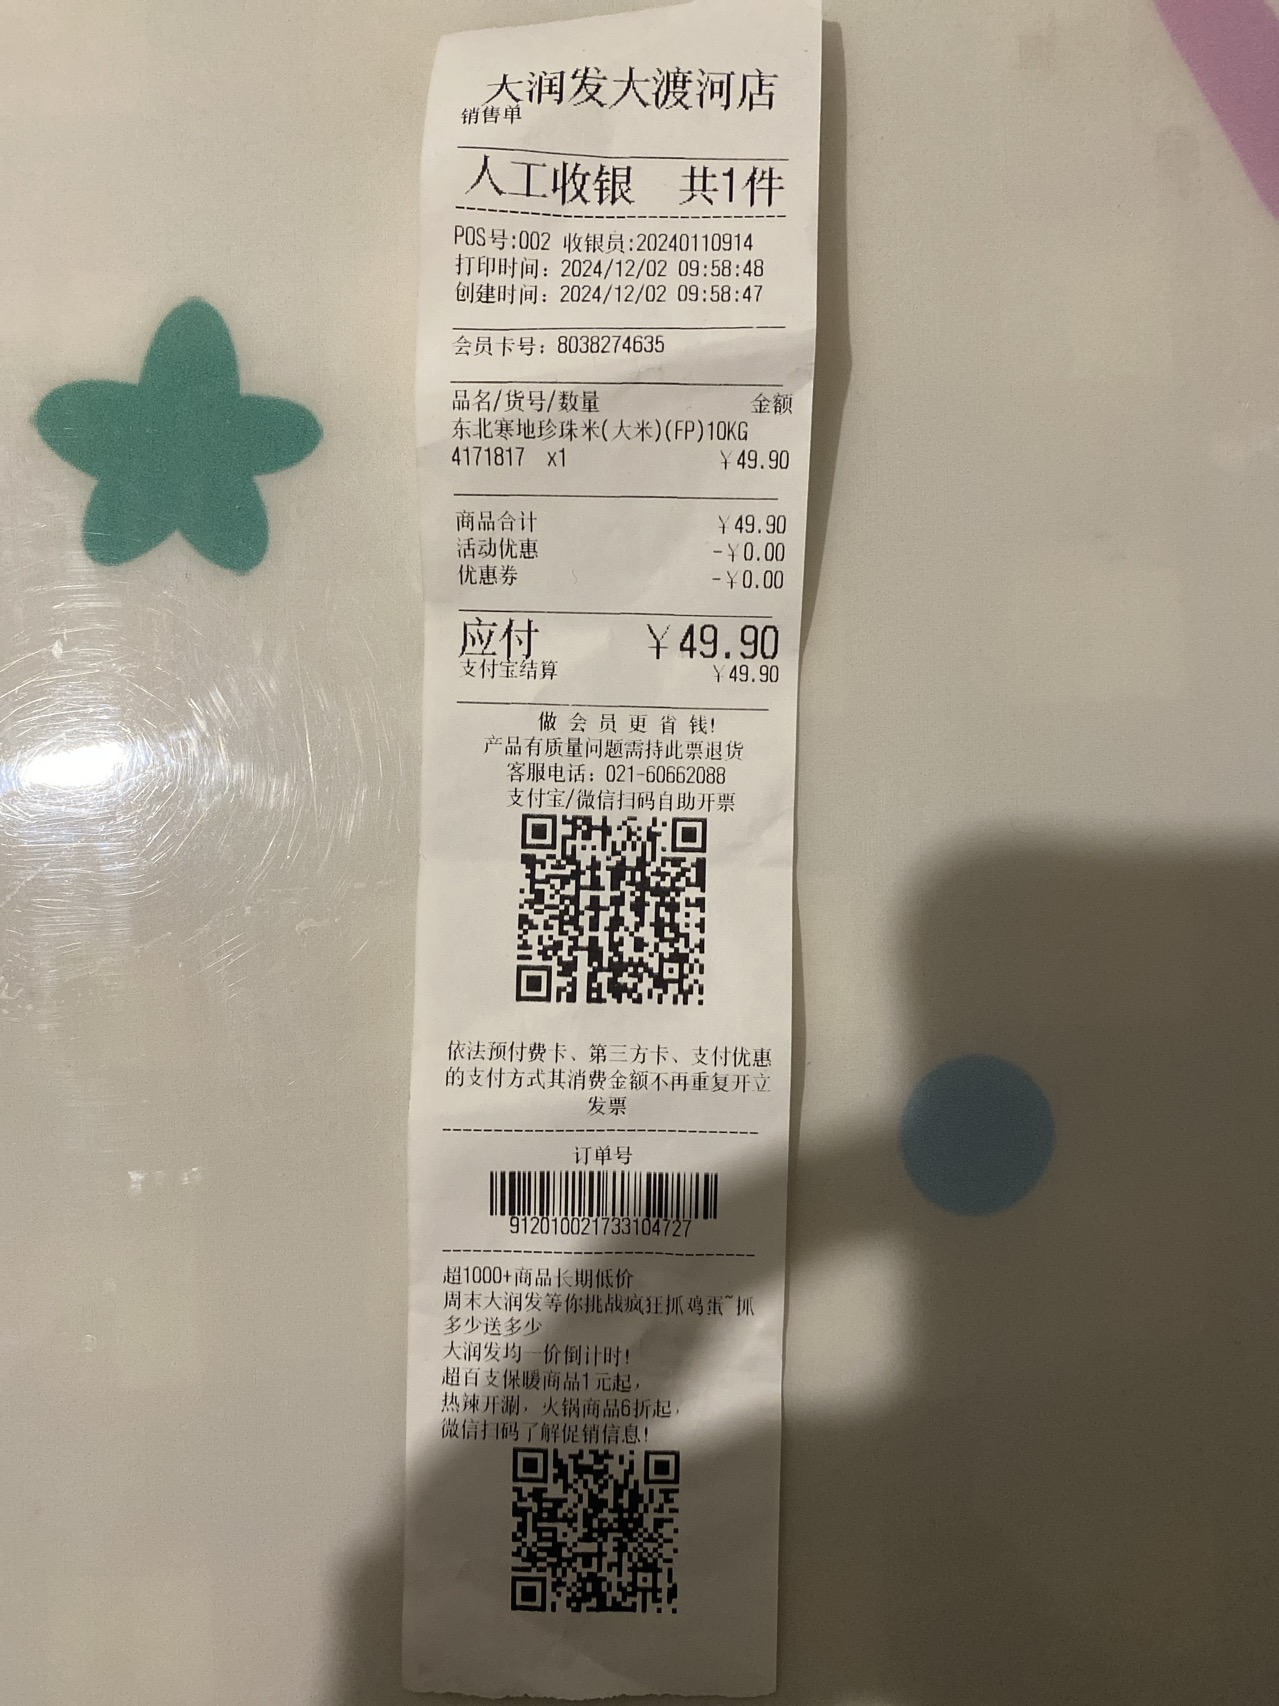 大润发大渡河店
销售单
人工收银 共1件
POS号:002 收银员:20240110914
打印时间: 2024/12/02 09:58:48
创建时间: 2024/12/02 09:58:47
会员卡号: 8038274635
品名/货号/数量 金额
东北寒地珍珠米(大米)(FP)10KG
4171817 x1 ¥49.90
商品合计 ¥49.90
活动优惠 -¥0.00
优惠券 -¥0.00
应付 ¥49.90
支付宝结算 ¥49.90
做 会 员 更 省 钱!
产品有质量问题需持此票退货
客服电话: 021-60662088
支付宝/微信扫码自助开票
依法预付费卡、第三方卡、支付优惠
的支付方式其消费金额不再重复开立
发票
订单号
912010021733104727
超1000+商品长期低价
周末大润发等你挑战疯狂抓鸡蛋~抓
多少送多少
大润发均一价倒计时!
超百支保暖商品1元起,
热辣开涮, 火锅商品6折起,
微信扫码了解促销信息!